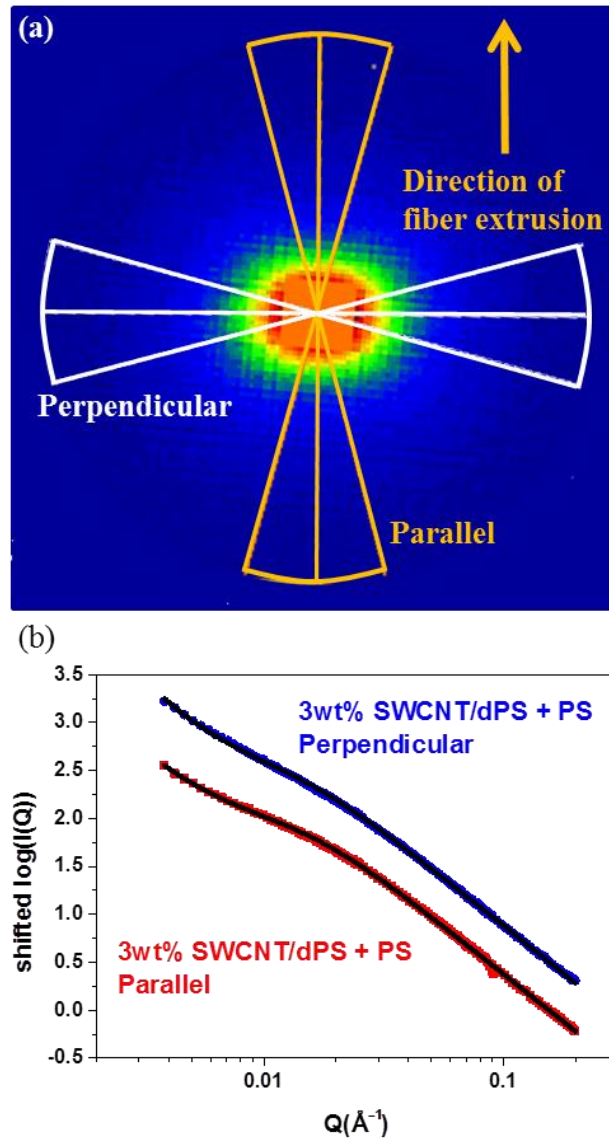 (a)
Direction of
fiber extrusion
Perpendicular
Parallel
(b)
3.5
3.0
2.5
2.0
1.5
1.0
0.5
0.0
-0.5
shifted log(I(Q))
3wt% SWCNT/dPS + PS
Perpendicular
3wt% SWCNT/dPS + PS
Parallel
0.01
0.1
Q(Å⁻¹)